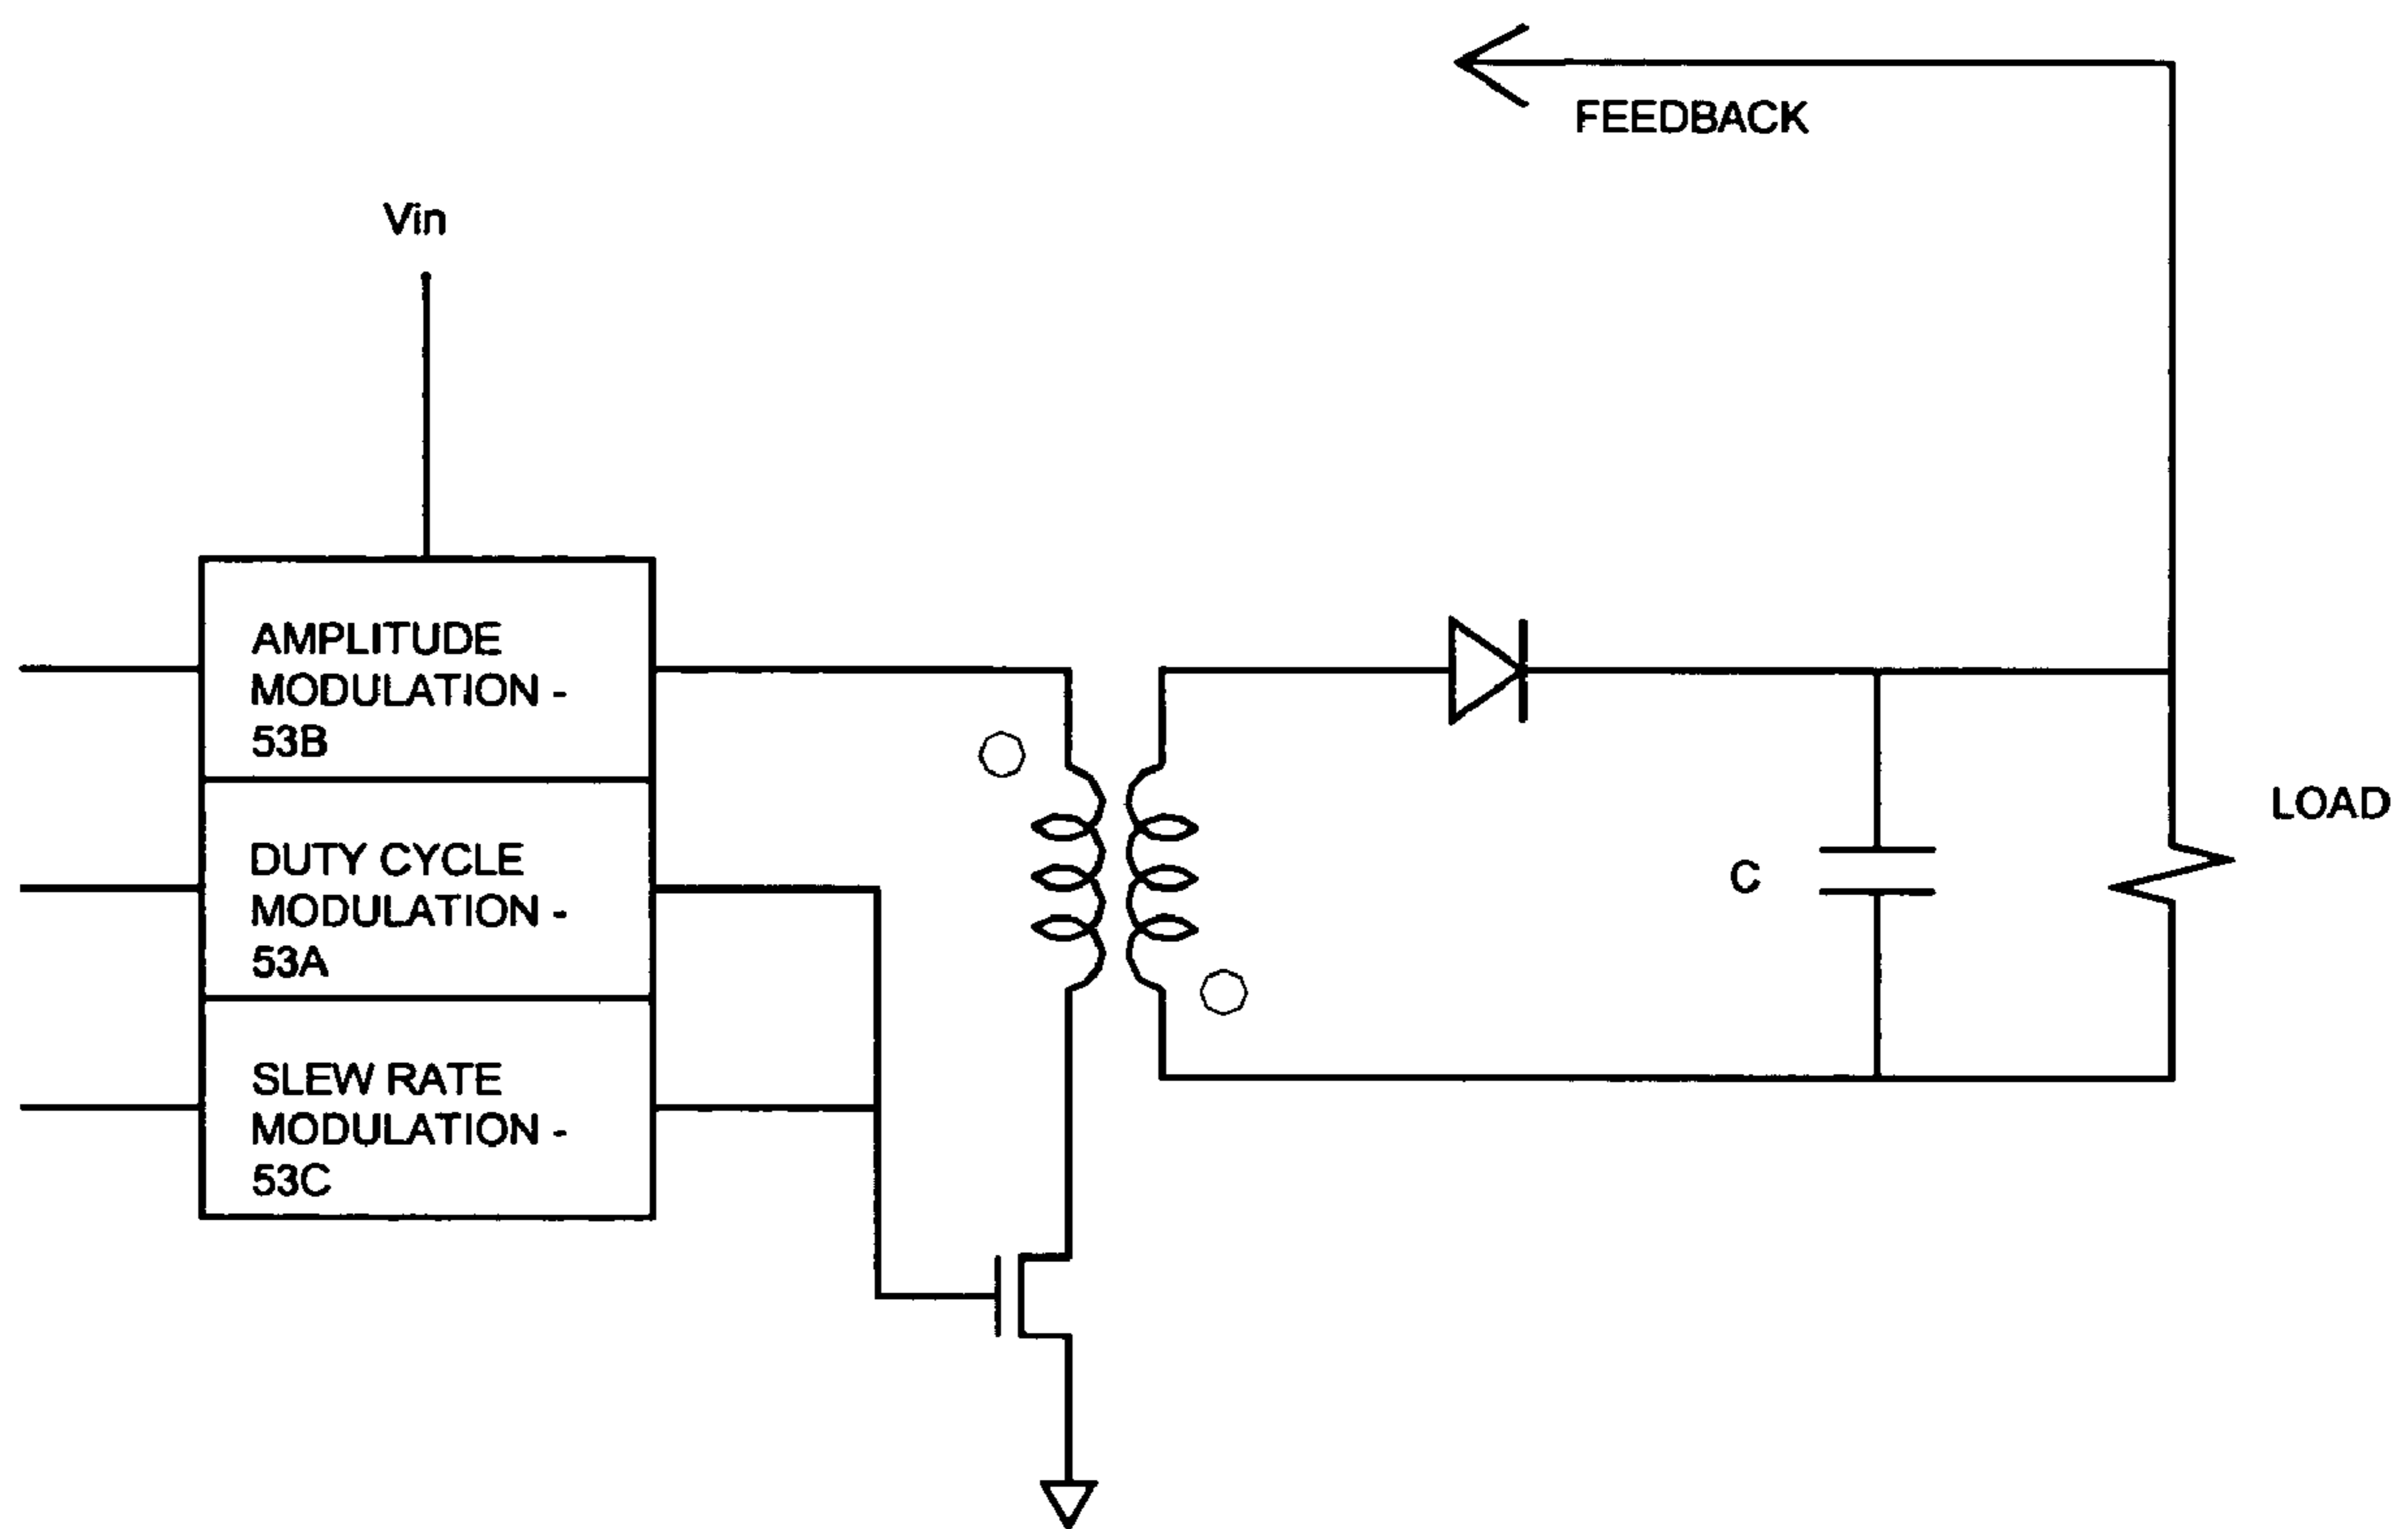 FEEDBACK
Vin
AMPLITUDE
MODULATION -
53B
DUTY CYCLE
MODULATION -
53A
SLEW RATE
MODULATION -
53C
C
LOAD